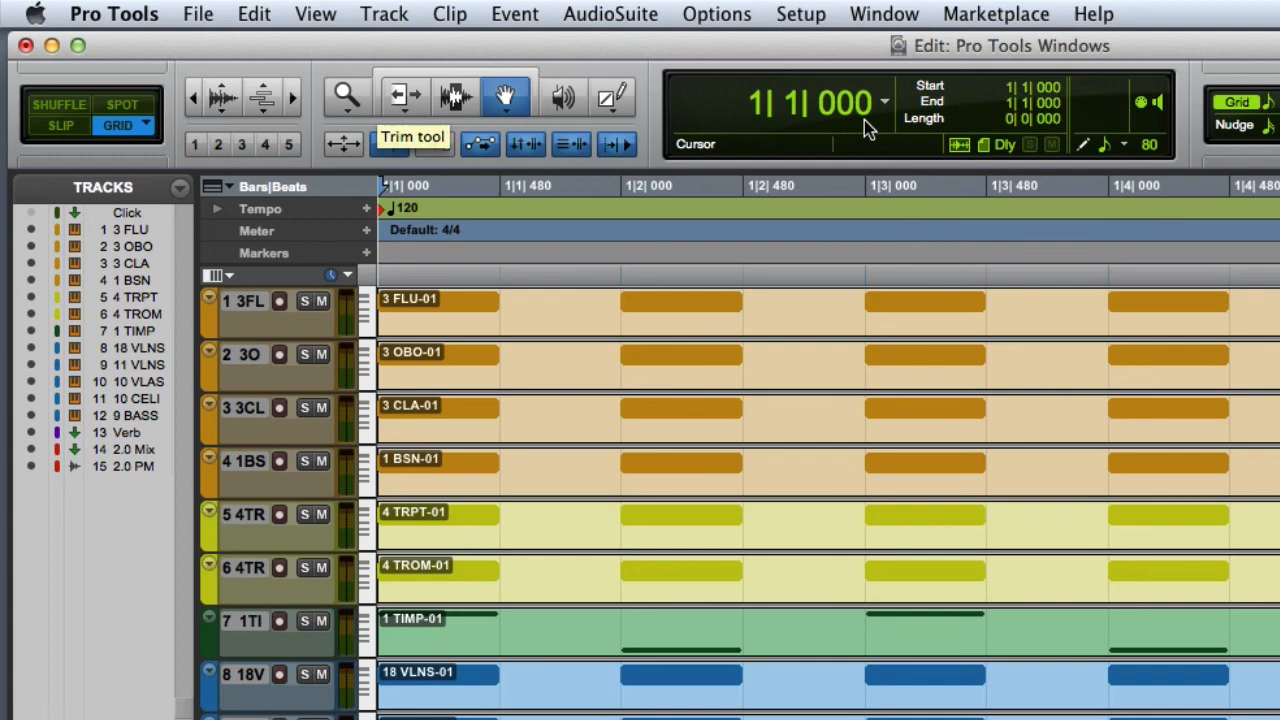 Pro Tools File Edit View Track Clip Event AudioSuite Options Setup Window Marketplace Help
Edit: Pro Tools Windows
SHUFFLE SPOT
SLIP GRID
1 2 3 4 5
Trim tool
1| 1| 000
Start 1| 1| 000
End 1| 1| 000
Length 0| 0| 000
Cursor
Dly S M
80
Grid
Nudge
TRACKS
Click
1 3 FLU
2 3 OBO
3 3 CLA
4 1 BSN
5 4 TRPT
6 4 TROM
7 1 TIMP
8 18 VLNS
9 11 VLNS
10 10 VLAS
11 10 CELI
12 9 BASS
13 Verb
14 2.0 Mix
15 2.0 PM
Bars|Beats |1| 000 1|1| 480 1|2| 000 1|2| 480 1|3| 000 1|3| 480 1|4| 000 1|4| 480
Tempo + 120
Meter + Default: 4/4
Markers +
1 3FL S M 3 FLU-01
2 3O S M 3 OBO-01
3 3CL S M 3 CLA-01
4 1BS S M 1 BSN-01
5 4TR S M 4 TRPT-01
6 4TR S M 4 TROM-01
7 1TI S M 1 TIMP-01
8 18V S M 18 VLNS-01